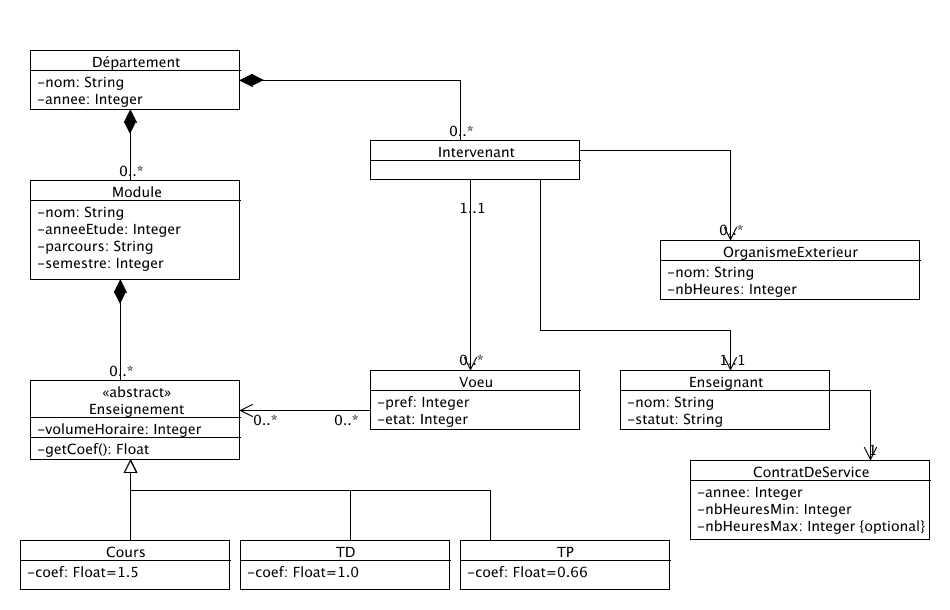 Département
-nom: String
-annee: Integer
0..*
Intervenant
0..*
Module
-nom: String
-anneeEtude: Integer
-parcours: String
-semestre: Integer
1..1
0..*
OrganismeExterieur
-nom: String
-nbHeures: Integer
0..*
«abstract»
Enseignement
-volumeHoraire: Integer
-getCoef(): Float
0..*
0..*
0..*
Voeu
-pref: Integer
-etat: Integer
1..1
Enseignant
-nom: String
-statut: String
1
ContratDeService
-annee: Integer
-nbHeuresMin: Integer
-nbHeuresMax: Integer {optional}
Cours
-coef: Float=1.5
TD
-coef: Float=1.0
TP
-coef: Float=0.66